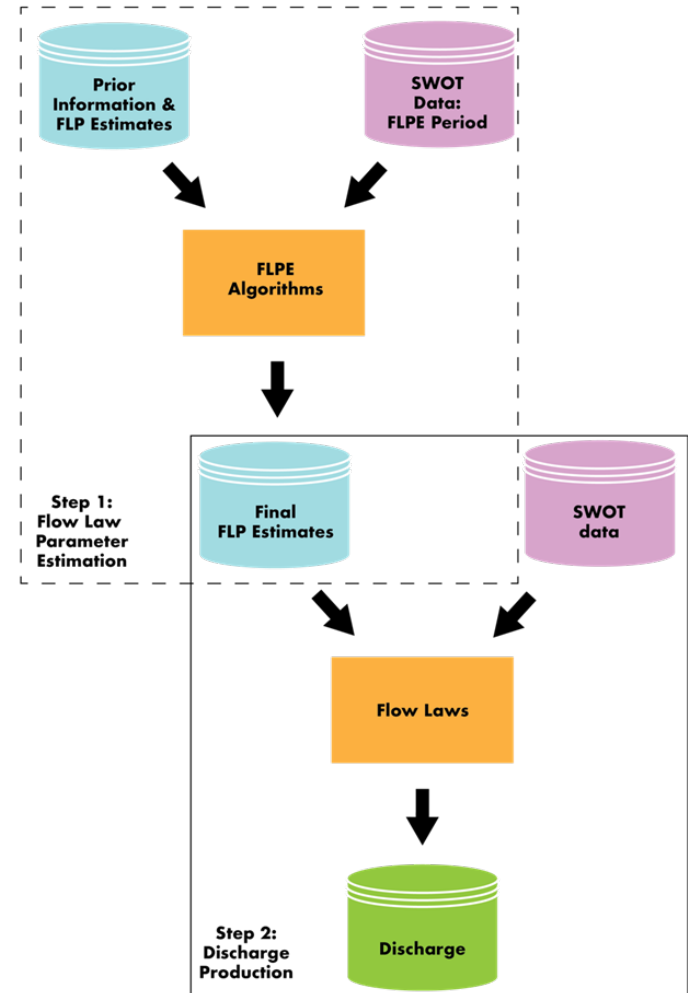 Prior
Information &
FLP Estimates
SWOT
Data:
FLPE Period
FLPE
Algorithms
Step 1:
Flow Law
Parameter
Estimation
Final
FLP Estimates
SWOT
data
Flow Laws
Step 2:
Discharge
Production
Discharge